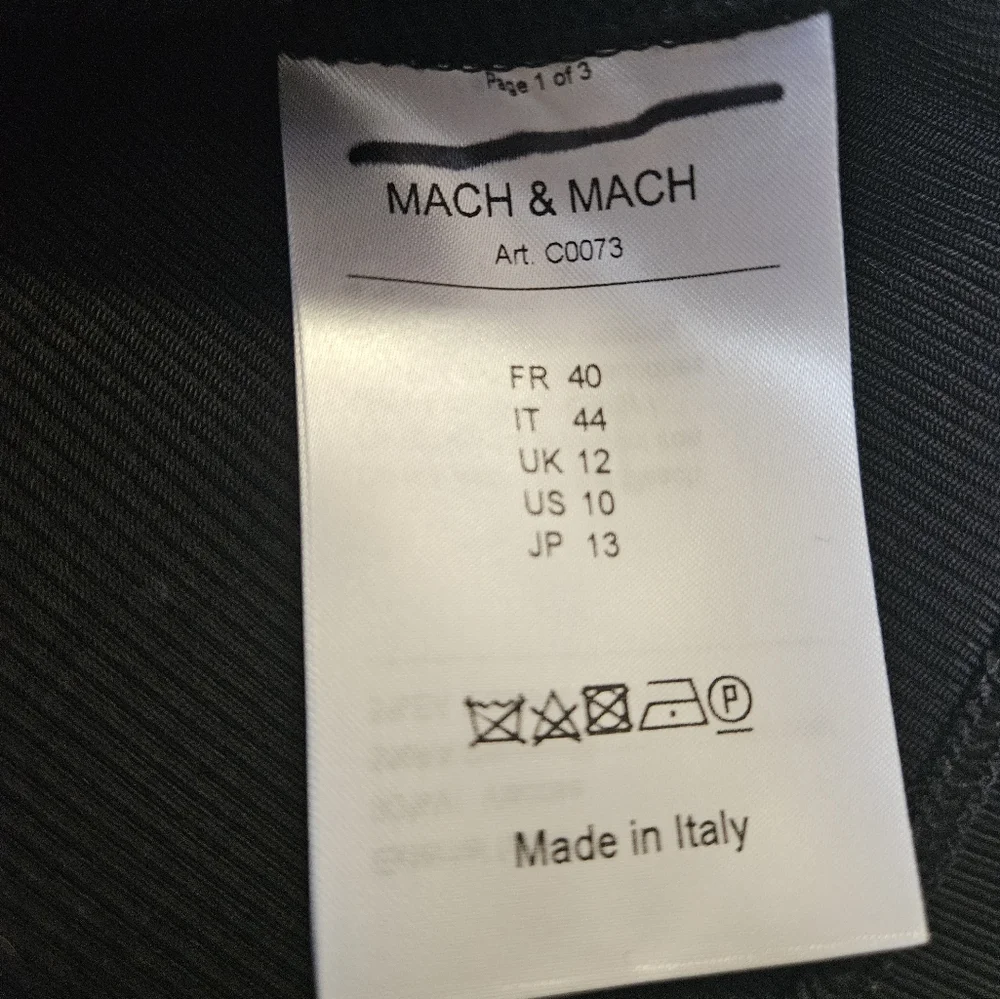 Page 1 of 3
MACH & MACH
Art. C0073
FR 40
IT 44
UK 12
US 10
JP 13
P
Made in Italy